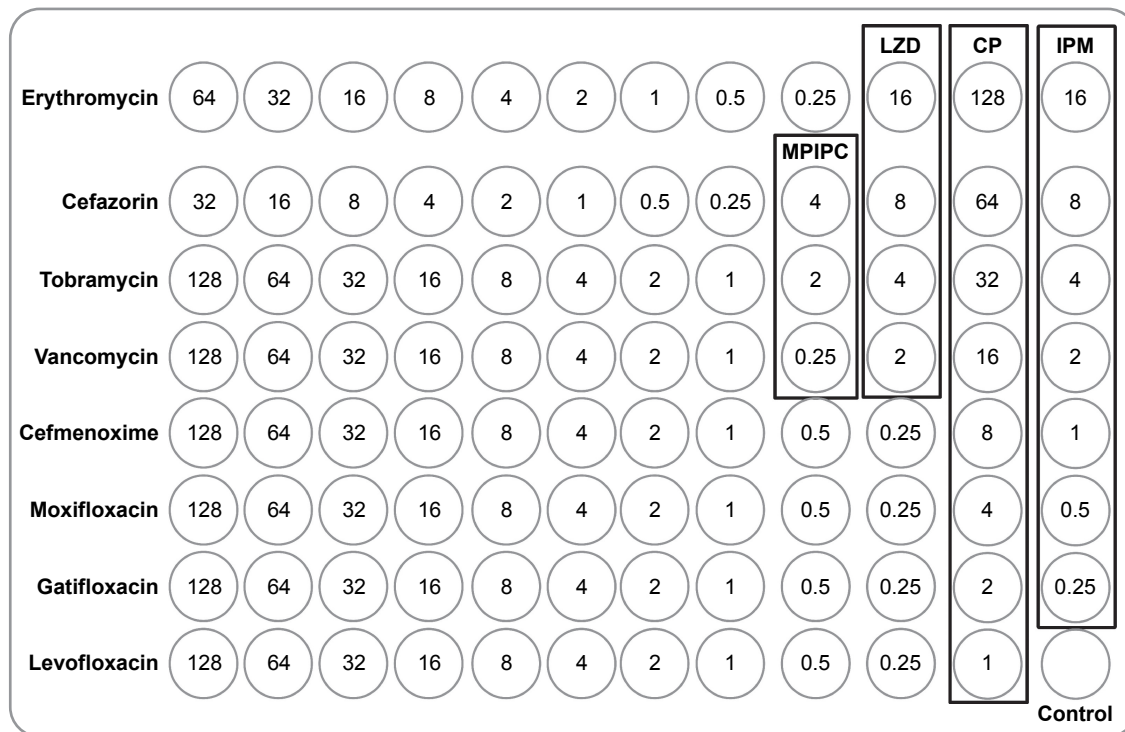 LZD CP IPM
Erythromycin 64 32 16 8 4 2 1 0.5 0.25 16 128 16
MPIPC
Cefazorin 32 16 8 4 2 1 0.5 0.25 4 8 64 8
Tobramycin 128 64 32 16 8 4 2 1 2 4 32 4
Vancomycin 128 64 32 16 8 4 2 1 0.25 2 16 2
Cefmenoxime 128 64 32 16 8 4 2 1 0.5 0.25 8 1
Moxifloxacin 128 64 32 16 8 4 2 1 0.5 0.25 4 0.5
Gatifloxacin 128 64 32 16 8 4 2 1 0.5 0.25 2 0.25
Levofloxacin 128 64 32 16 8 4 2 1 0.5 0.25 1
Control